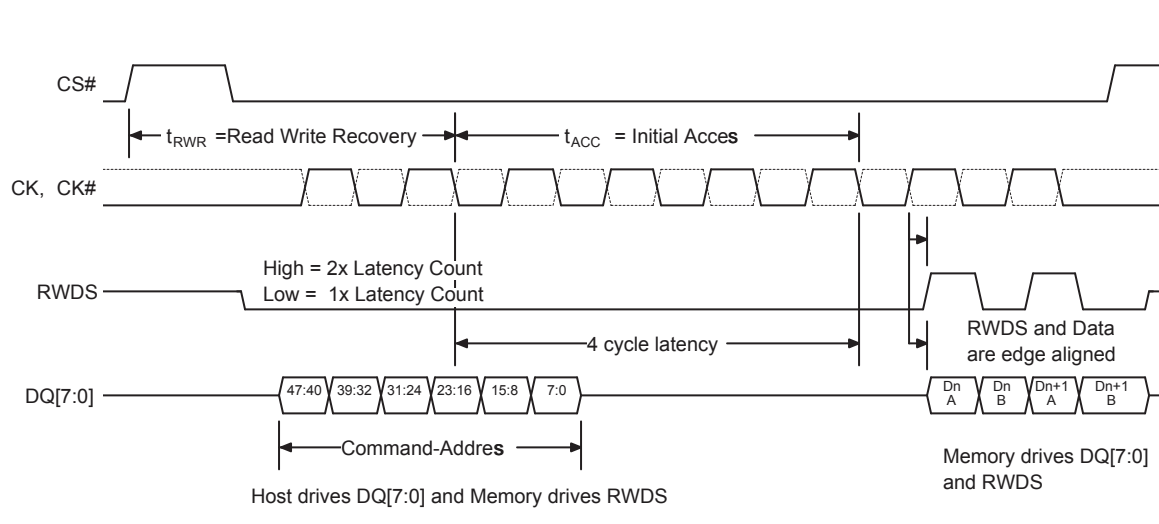 CS#
tRWR =Read Write Recovery
tACC = Initial Acces
CK, CK#
High = 2x Latency Count
Low = 1x Latency Count
RWDS
4 cycle latency
RWDS and Data
are edge aligned
DQ[7:0]
47:40 39:32 31:24 23:16 15:8 7:0
Dn A
Dn B
Dn+1 A
Dn+1 B
Command-Addres
Memory drives DQ[7:0]
and RWDS
Host drives DQ[7:0] and Memory drives RWDS